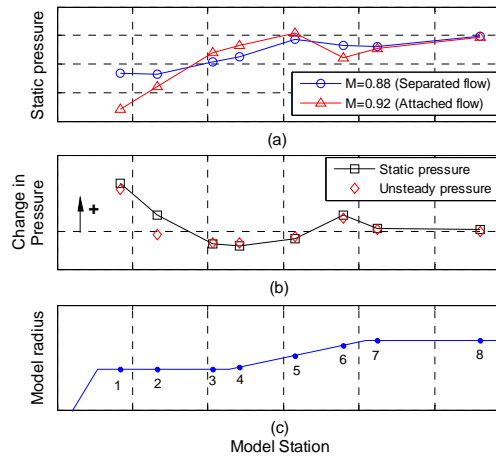 Static pressure
M=0.88 (Separated flow)
M=0.92 (Attached flow)
(a)
Change in
Pressure
+
Static pressure
Unsteady pressure
(b)
Model radius
1 2 3 4 5 6 7 8
(c)
Model Station